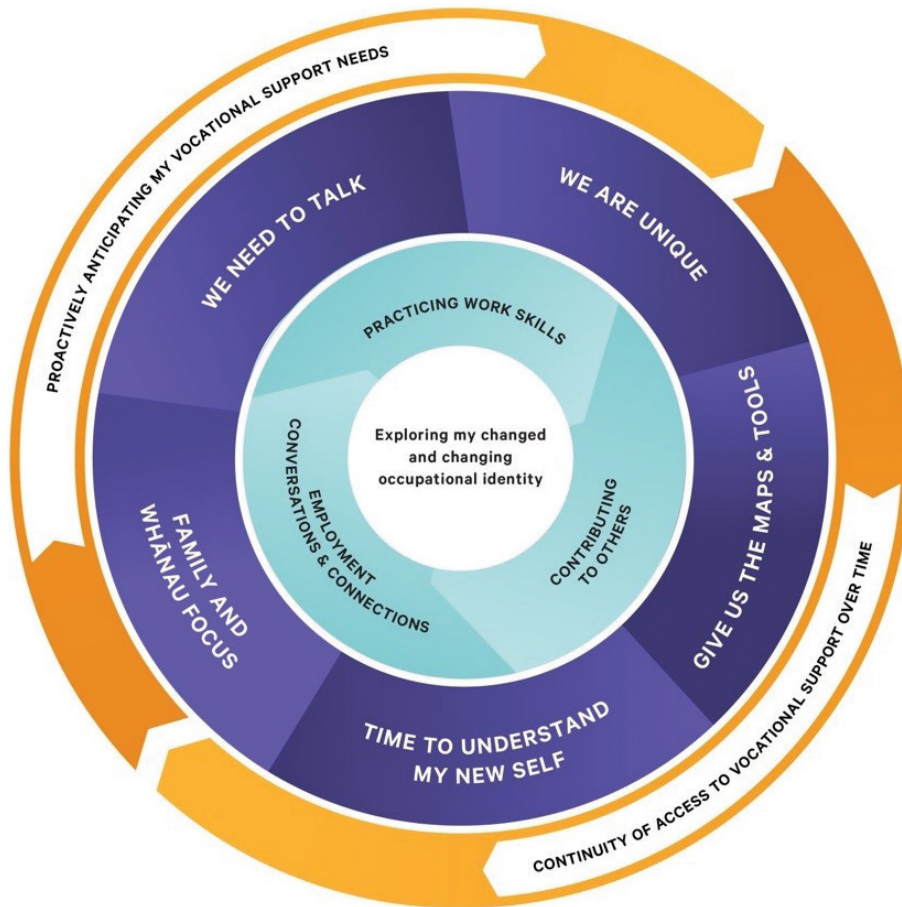 PROACTIVELY ANTICIPATING MY VOCATIONAL SUPPORT NEEDS
WE NEED TO TALK
WE ARE UNIQUE
GIVE US THE MAPS & TOOLS
TIME TO UNDERSTAND
MY NEW SELF
FAMILY AND
WHĀNAU FOCUS
PRACTICING WORK SKILLS
CONTRIBUTING
TO OTHERS
EMPLOYMENT
CONVERSATIONS & CONNECTIONS
Exploring my changed
and changing
occupational identity
CONTINUITY OF ACCESS TO VOCATIONAL SUPPORT OVER TIME